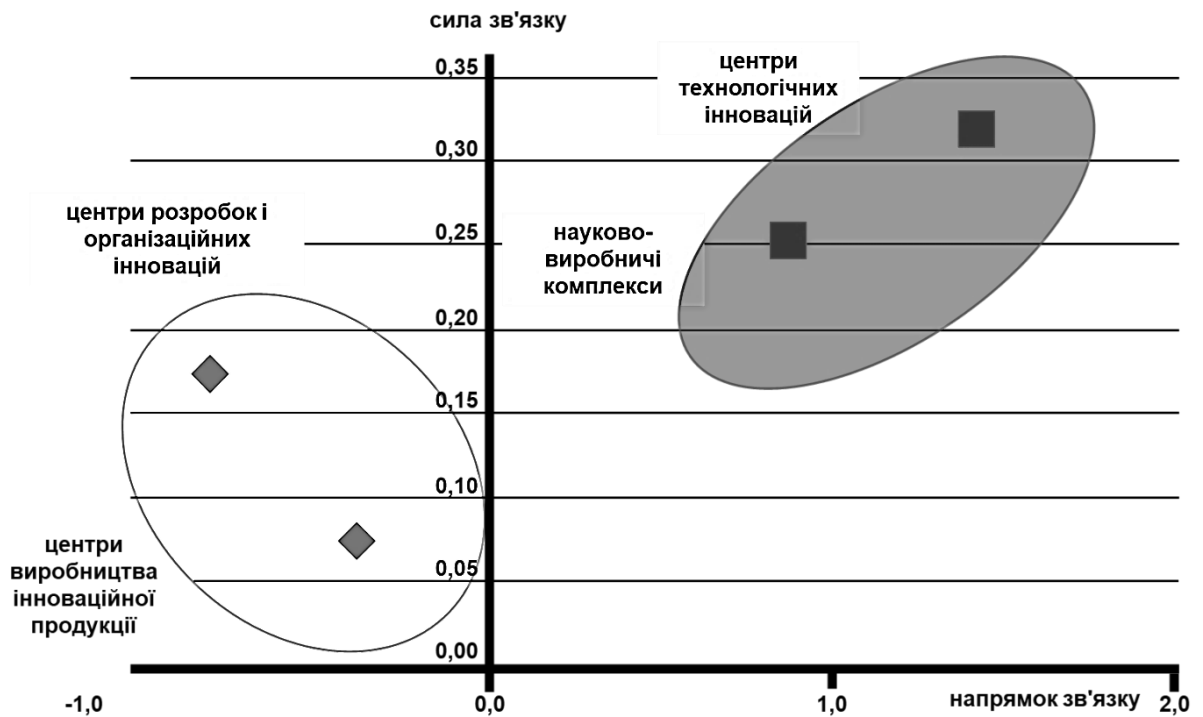 сила зв'язку
0,35
0,30
0,25
0,20
0,15
0,10
0,05
0,00
центри
технологічних
інновацій
науково-
виробничі
комплекси
центри розробок і
організаційних
інновацій
центри
виробництва
інноваційної
продукції
-1,0
0,0
1,0
напрямок зв'язку
2,0